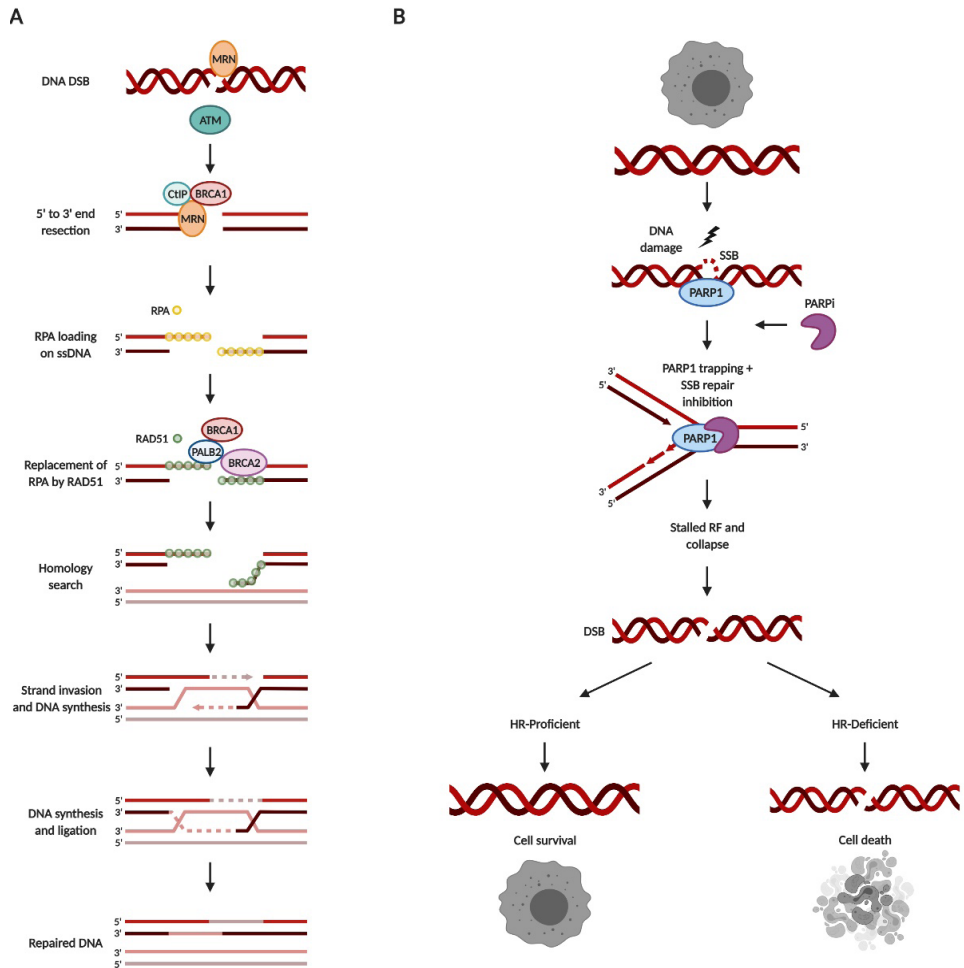 A
MRN
DNA DSB
ATM
CtIP
BRCA1
5'
MRN
3'
5' to 3' end
resection
RPA
5'
3'
RPA loading
on ssDNA
BRCA1
RAD51
PALB2
BRCA2
5'
3'
Replacement of
RPA by RAD51
5'
3'
Homology
search
3'
5'
5'
3'
Strand invasion
and DNA synthesis
3'
5'
5'
3'
DNA synthesis
and ligation
3'
5'
5'
3'
Repaired DNA
3'
5'
B
DNA
damage
SSB
PARP1
PARPi
PARP1 trapping +
SSB repair
inhibition
3'
5'
PARP1
5'
3'
3'
5'
Stalled RF and
collapse
DSB
HR-Proficient
HR-Deficient
Cell survival
Cell death